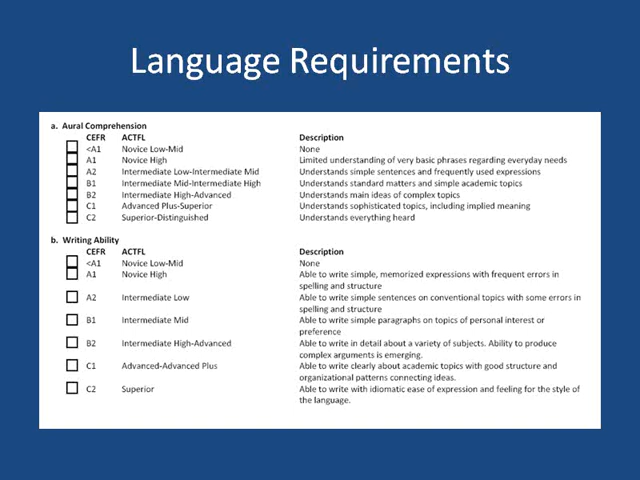 Language Requirements
a. Aural Comprehension
CEFR ACTFL Description
<A1 Novice Low-Mid None
A1 Novice High Limited understanding of very basic phrases regarding everyday needs
A2 Intermediate Low-Intermediate Mid Understands simple sentences and frequently used expressions
B1 Intermediate Mid-Intermediate High Understands standard matters and simple academic topics
B2 Intermediate High-Advanced Understands main ideas of complex topics
C1 Advanced Plus-Superior Understands sophisticated topics, including implied meaning
C2 Superior-Distinguished Understands everything heard
b. Writing Ability
CEFR ACTFL Description
<A1 Novice Low-Mid None
A1 Novice High Able to write simple, memorized expressions with frequent errors in
spelling and structure
A2 Intermediate Low Able to write simple sentences on conventional topics with some errors in
spelling and structure
B1 Intermediate Mid Able to write simple paragraphs on topics of personal interest or
preference
B2 Intermediate High-Advanced Able to write in detail about a variety of subjects. Ability to produce
complex arguments is emerging.
C1 Advanced-Advanced Plus Able to write clearly about academic topics with good structure and
organizational patterns connecting ideas.
C2 Superior Able to write with idiomatic ease of expression and feeling for the style of
the language.